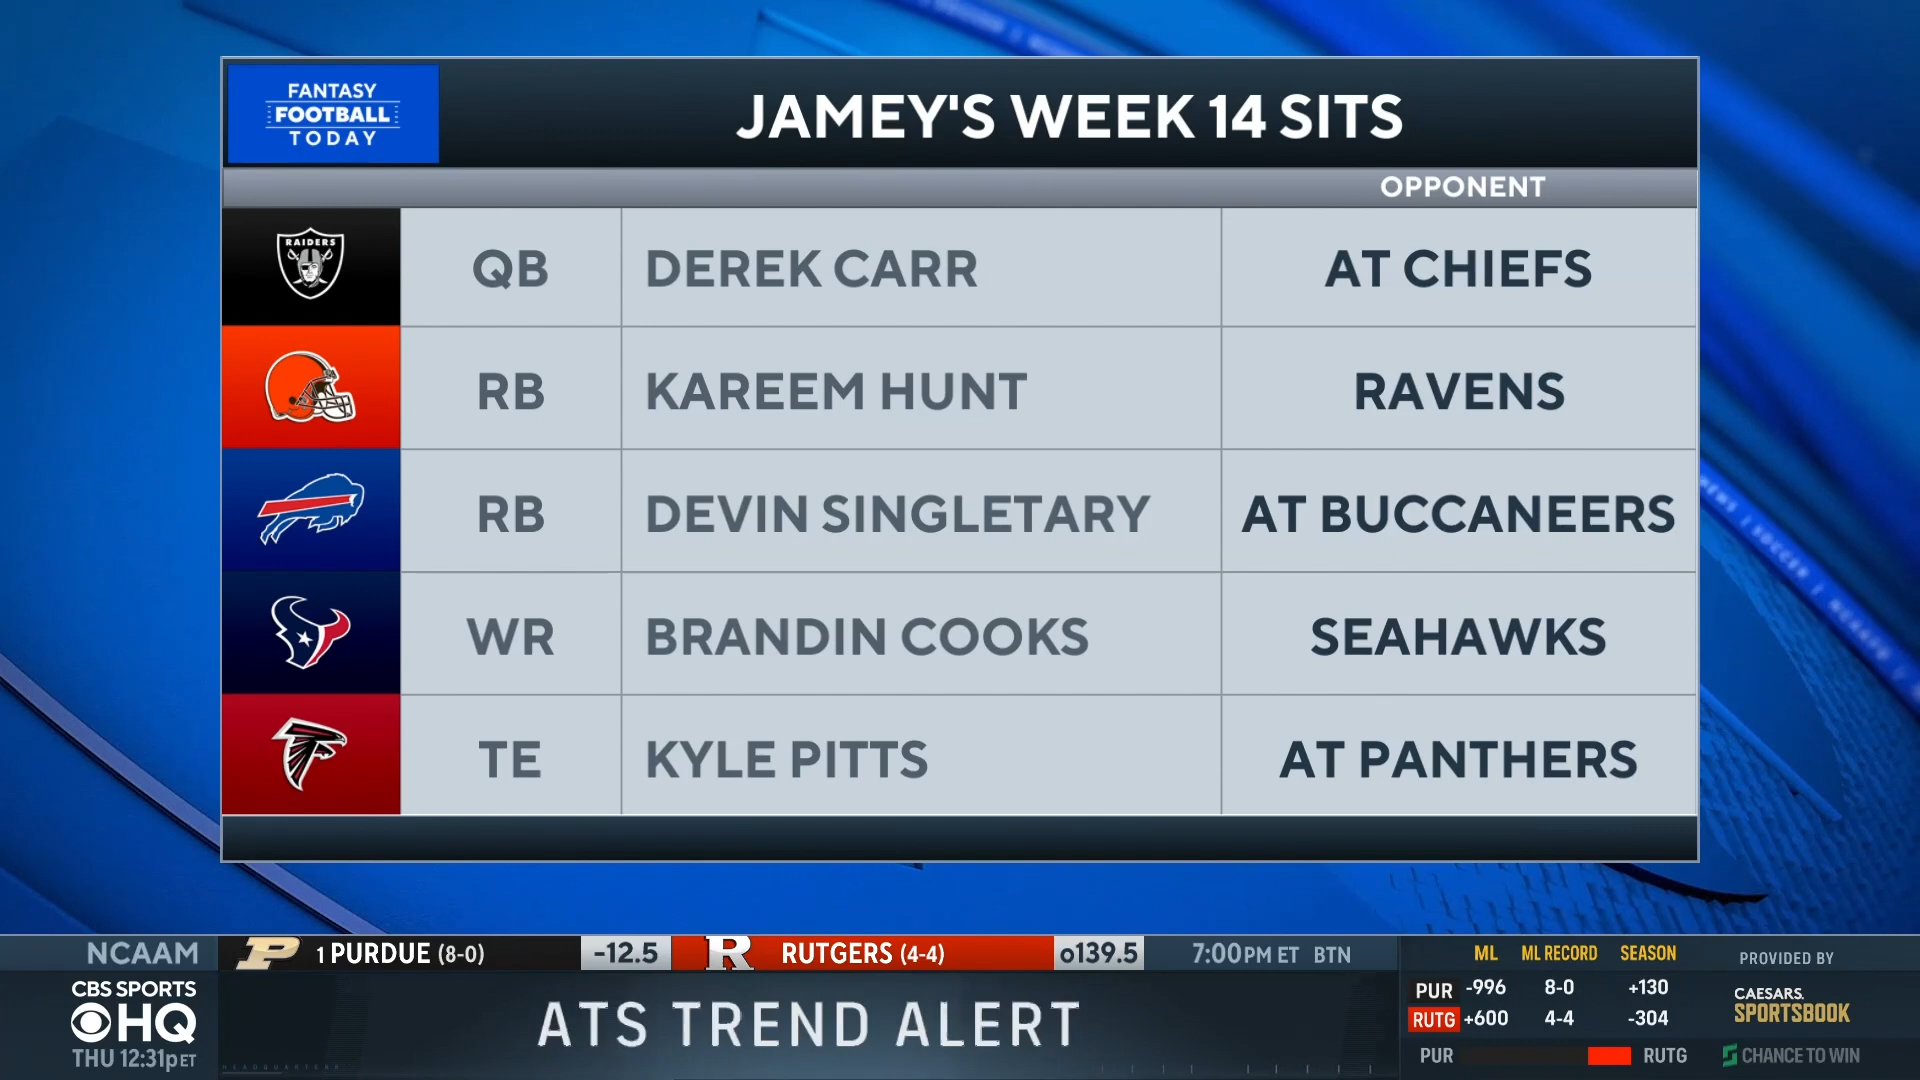 FANTASY
FOOTBALL
TODAY
JAMEY'S WEEK 14 SITS
OPPONENT
RAIDERS QB DEREK CARR AT CHIEFS
RB KAREEM HUNT RAVENS
RB DEVIN SINGLETARY AT BUCCANEERS
WR BRANDIN COOKS SEAHAWKS
TE KYLE PITTS AT PANTHERS
NCAAM 1 PURDUE (8-0) -12.5 R RUTGERS (4-4) o139.5 7:00PM ET BTN
CBS SPORTS
HQ
THU 12:31pET
ATS TREND ALERT
ML ML RECORD SEASON
PUR -996 8-0 +130
RUTG +600 4-4 -304
PUR RUTG
PROVIDED BY
CAESARS
SPORTSBOOK
CHANCE TO WIN
HEADQUARTERS
SOCCER